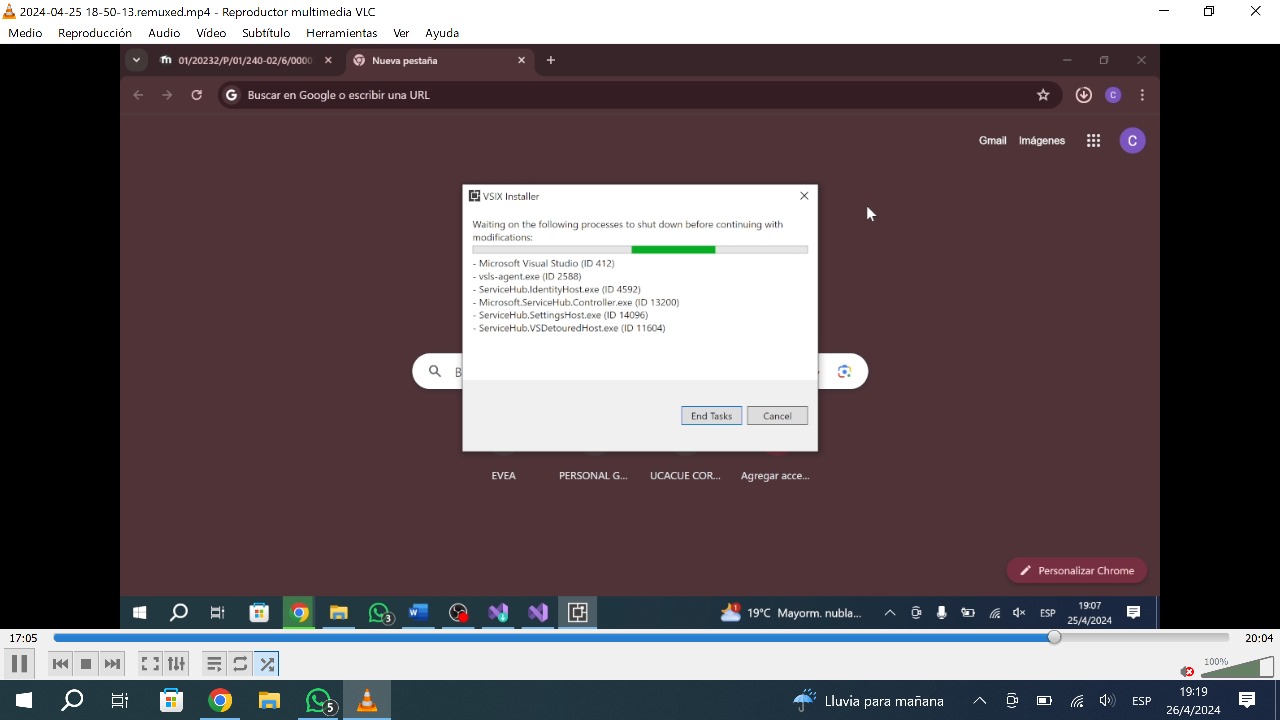 2024-04-25 18-50-13.remuxed.mp4 - Reproductor multimedia VLC
Medio Reproducción Audio Vídeo Subtítulo Herramientas Ver Ayuda
01/20232/P/01/240-02/6/0000
Nueva pestaña
Buscar en Google o escribir una URL
C
Gmail Imágenes
C
VSIX Installer
Waiting on the following processes to shut down before continuing with
modifications:
- Microsoft Visual Studio (ID 412)
- vsls-agent.exe (ID 2588)
- ServiceHub.IdentityHost.exe (ID 4592)
- Microsoft.ServiceHub.Controller.exe (ID 13200)
- ServiceHub.SettingsHost.exe (ID 14096)
- ServiceHub.VSDetouredHost.exe (ID 11604)
B
End Tasks Cancel
EVEA PERSONAL G... UCACUE COR... Agregar acce...
Personalizar Chrome
3
1
19°C Mayorm. nubla...
ESP
19:07
25/4/2024
17:05
20:04
100%
5
Lluvia para mañana
ESP
19:19
26/4/2024